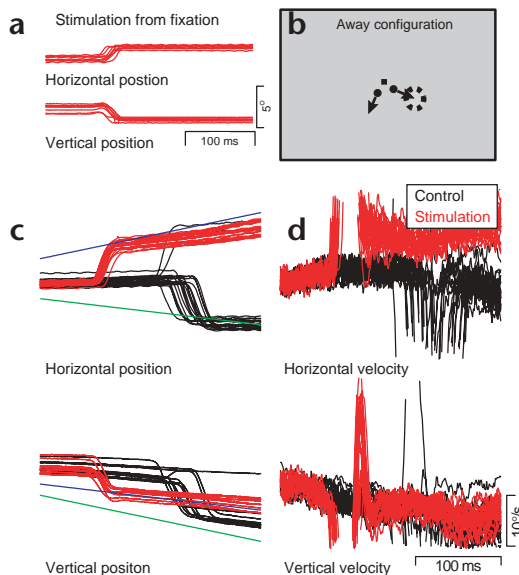 a
Stimulation from fixation
Horizontal postion
Vertical position
100 ms
5°
b
Away configuration
c
Horizontal position
Vertical positon
d
Control
Stimulation
Horizontal velocity
Vertical velocity
10°/s
100 ms